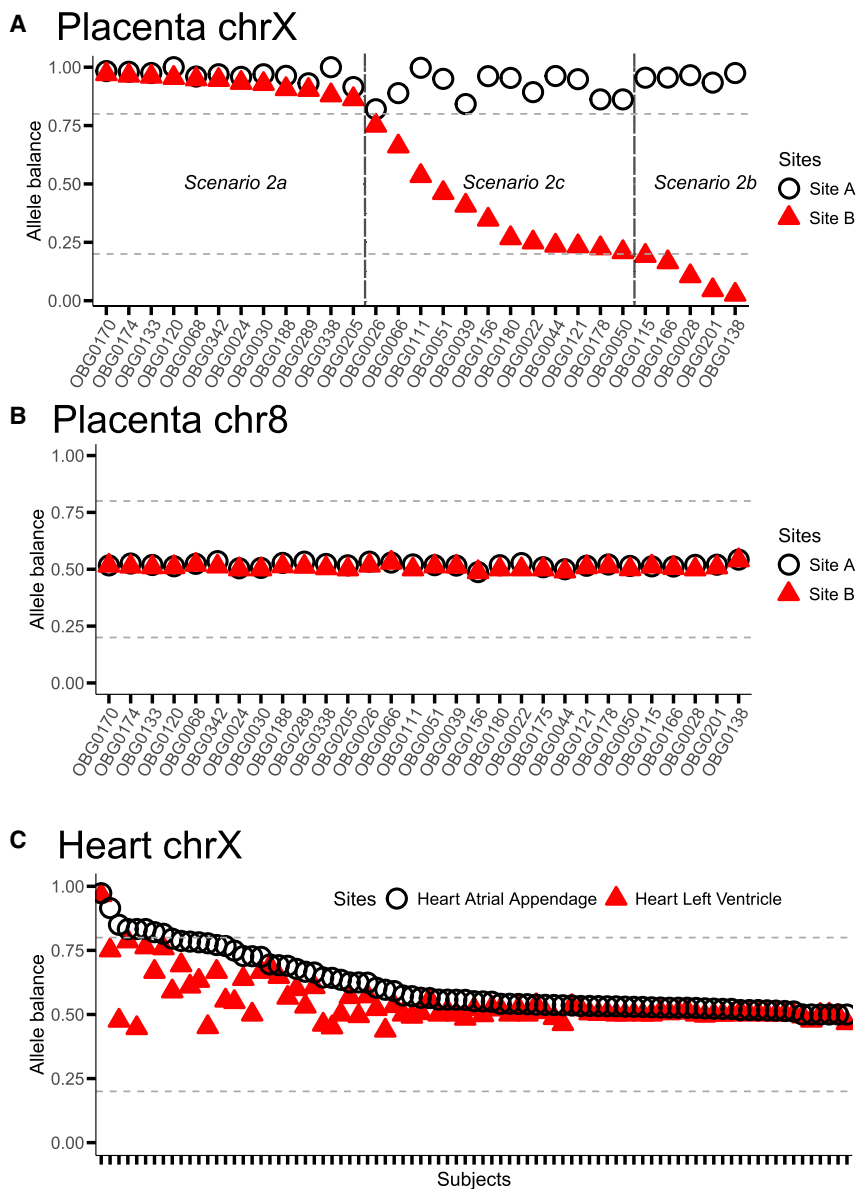 A Placenta chrX
1.00
0.75
0.50
0.25
0.00
Allele balance
Scenario 2a
Scenario 2c
Scenario 2b
Sites
Site A
Site B
OBG0170
OBG0174
OBG0133
OBG0120
OBG0068
OBG0342
OBG0024
OBG0030
OBG0188
OBG0289
OBG0338
OBG0205
OBG0026
OBG0066
OBG0111
OBG0051
OBG0039
OBG0156
OBG0180
OBG0022
OBG0044
OBG0121
OBG0178
OBG0050
OBG0115
OBG0166
OBG0028
OBG0201
OBG0138
B Placenta chr8
1.00
0.75
0.50
0.25
0.00
Allele balance
Sites
Site A
Site B
OBG0170
OBG0174
OBG0133
OBG0120
OBG0068
OBG0342
OBG0024
OBG0030
OBG0188
OBG0289
OBG0338
OBG0205
OBG0026
OBG0066
OBG0111
OBG0051
OBG0039
OBG0156
OBG0180
OBG0022
OBG0175
OBG0044
OBG0121
OBG0178
OBG0050
OBG0115
OBG0166
OBG0028
OBG0201
OBG0138
C Heart chrX
1.00
0.75
0.50
0.25
0.00
Allele balance
Sites Heart Atrial Appendage Heart Left Ventricle
Subjects